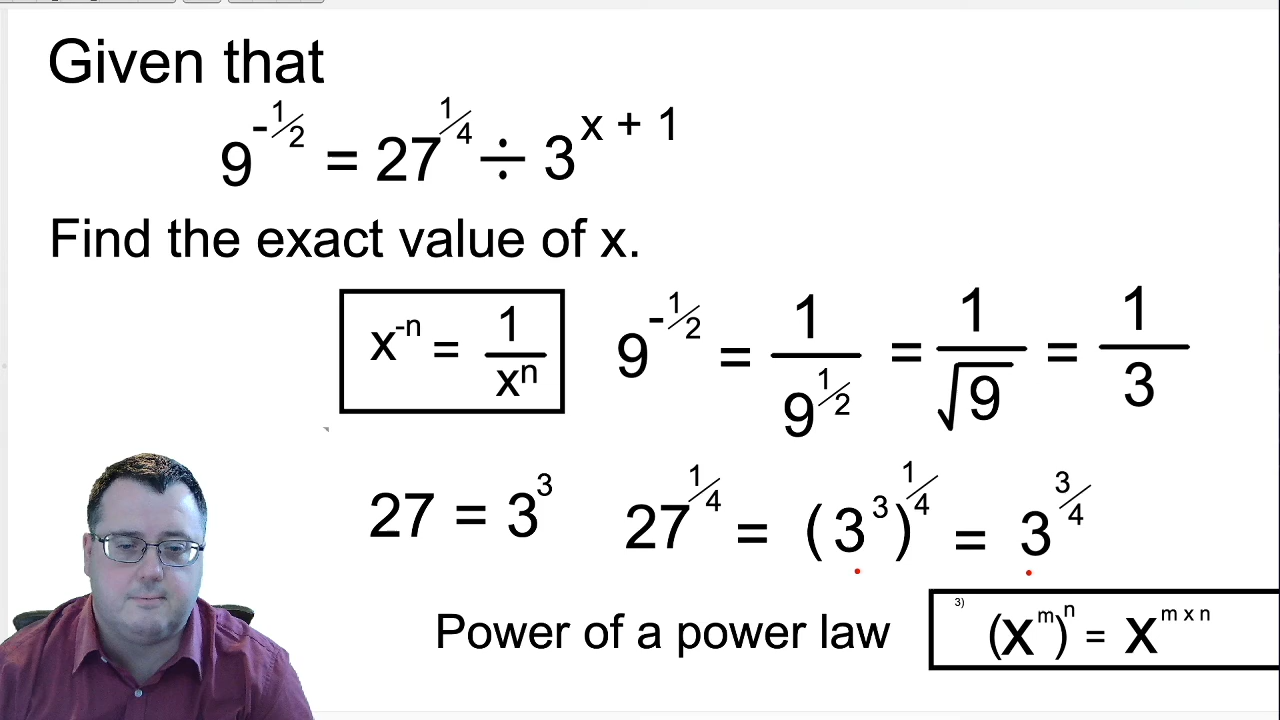 Given that
9^(-1/2) = 27^(1/4) ÷ 3^(x + 1)
Find the exact value of x.
x^(-n) = 1/x^n
9^(-1/2) = 1/9^(1/2) = 1/√9 = 1/3
27 = 3^3
27^(1/4) = (3^3)^(1/4) = 3^(3/4)
Power of a power law
3) (x^m)^n = x^(m x n)